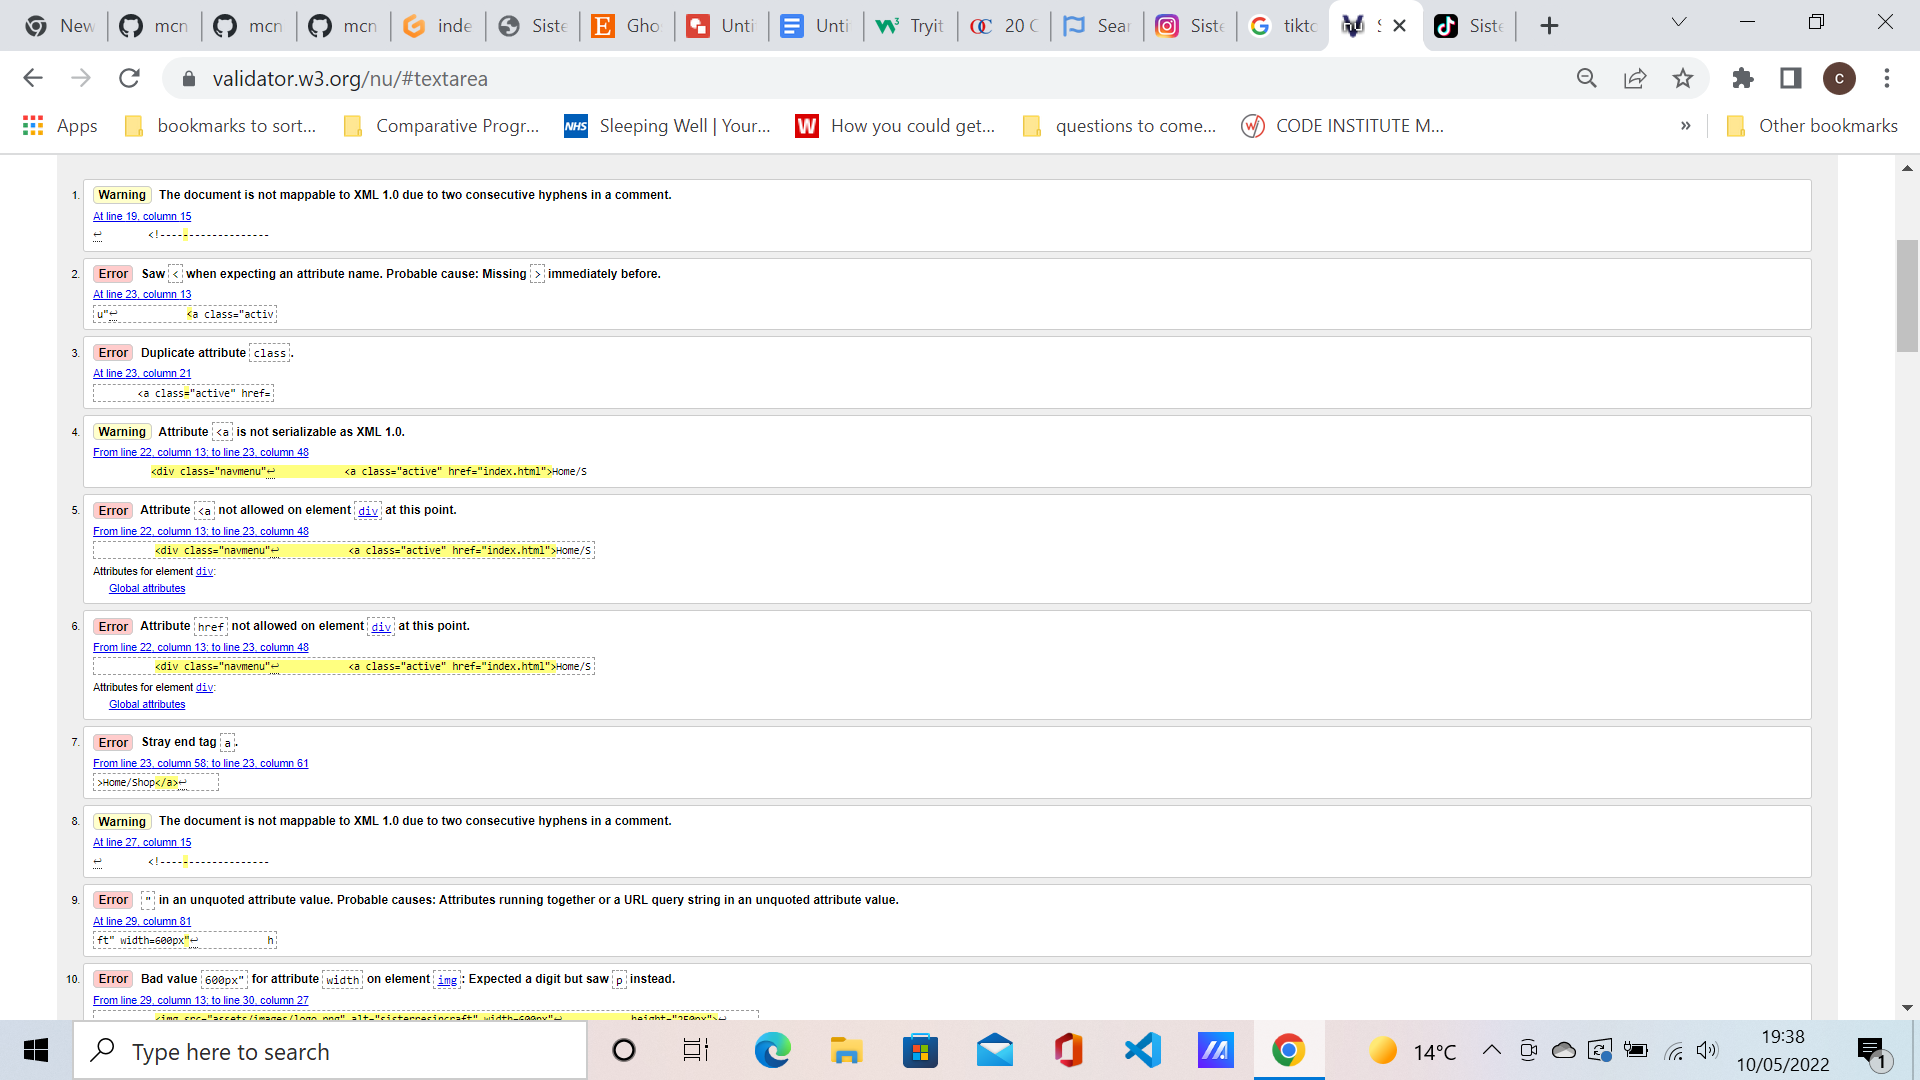 New
mcn
mcn
mcn
inde
Siste
Gho
Unti
Unti
Tryit
20 C
Sear
Siste
tikto
S
Siste
validator.w3.org/nu/#textarea
c
Apps
bookmarks to sort...
Comparative Progr...
NHS Sleeping Well | Your...
W How you could get...
questions to come...
CODE INSTITUTE M...
»
Other bookmarks
1. Warning The document is not mappable to XML 1.0 due to two consecutive hyphens in a comment.
At line 19, column 15
↩ <!----------------------
2. Error Saw < when expecting an attribute name. Probable cause: Missing > immediately before.
At line 23, column 13
u"↩ <a class="activ
3. Error Duplicate attribute class.
At line 23, column 21
<a class="active" href=
4. Warning Attribute <a is not serializable as XML 1.0.
From line 22, column 13; to line 23, column 48
<div class="navmenu"↩ <a class="active" href="index.html">Home/S
5. Error Attribute <a not allowed on element div at this point.
From line 22, column 13; to line 23, column 48
<div class="navmenu"↩ <a class="active" href="index.html">Home/S
Attributes for element div:
Global attributes
6. Error Attribute href not allowed on element div at this point.
From line 22, column 13; to line 23, column 48
<div class="navmenu"↩ <a class="active" href="index.html">Home/S
Attributes for element div:
Global attributes
7. Error Stray end tag a.
From line 23, column 58; to line 23, column 61
>Home/Shop</a>↩
8. Warning The document is not mappable to XML 1.0 due to two consecutive hyphens in a comment.
At line 27, column 15
↩ <!----------------------
9. Error " in an unquoted attribute value. Probable causes: Attributes running together or a URL query string in an unquoted attribute value.
At line 29, column 81
ft" width=600px"↩ h
10. Error Bad value 600px" for attribute width on element img: Expected a digit but saw p instead.
From line 29, column 13; to line 30, column 27
<img src="assets/images/logo.png" alt="sisterresincraft" width=600px"↩ height="250px">↩
Type here to search
14°C
19:38
10/05/2022
1